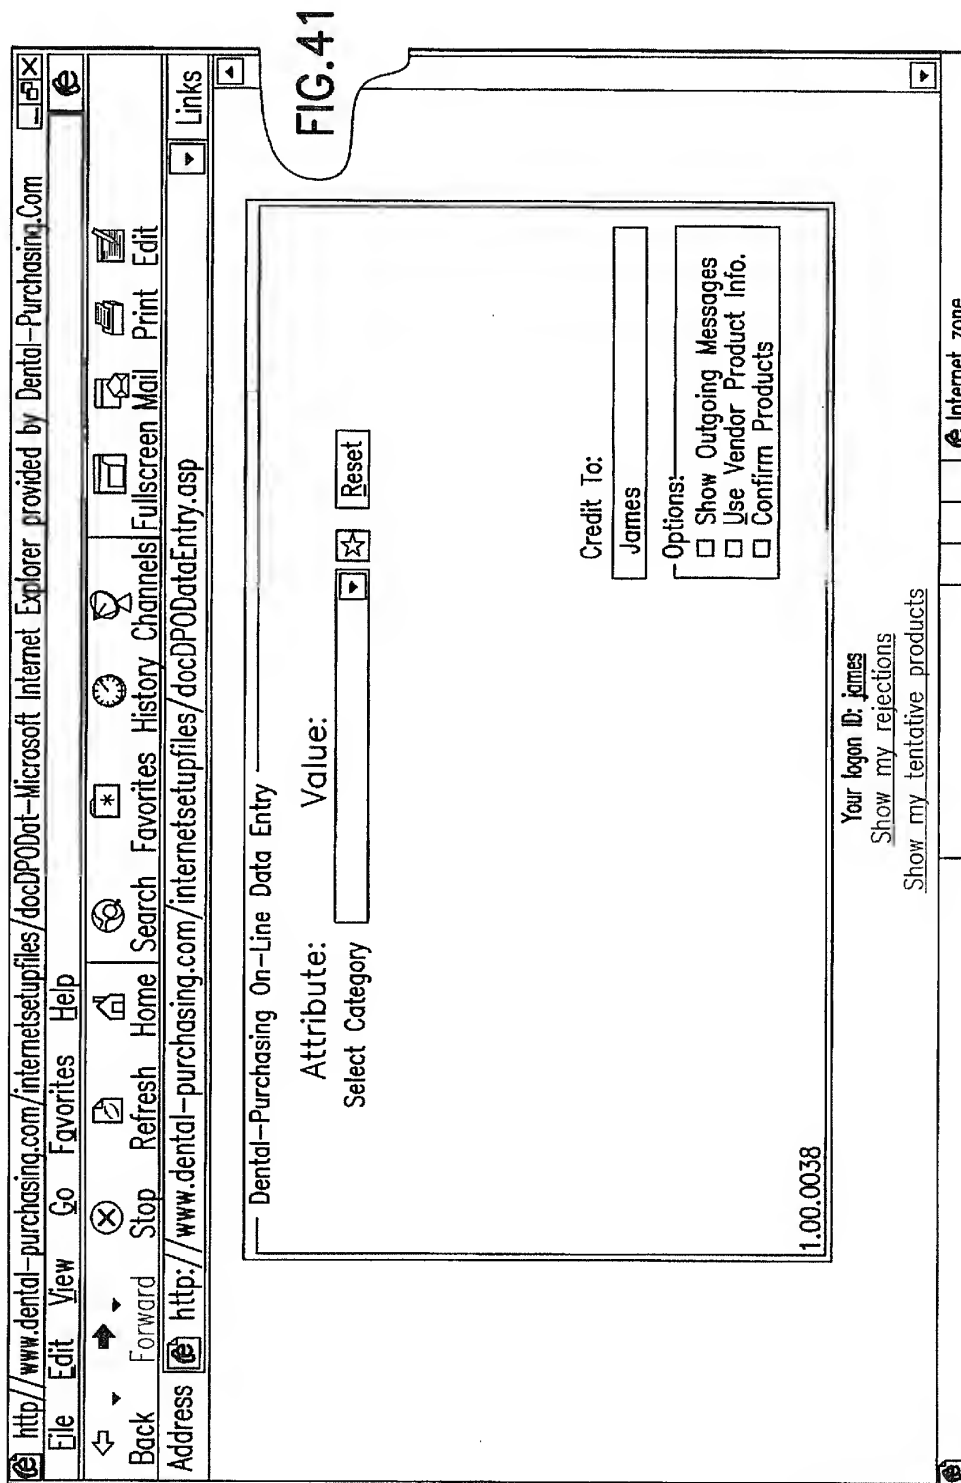 http//www.dental-purchasing.com/internetsetupfiles/docDPODat-Microsoft Internet Explorer provided by Dental-Purchasing.Com
File Edit View Go Favorites Help
Back Forward Stop Refresh Home Search Favorites History Channels Fullscreen Mail Print Edit
Address http://www.dental-purchasing.com/internetsetupfiles/docDPODataEntry.asp Links
FIG.41
Dental-Purchasing On-Line Data Entry
Attribute: Value:
Select Category Reset
Credit To:
James
Options:
Show Outgoing Messages
Use Vendor Product Info.
Confirm Products
1.00.0038
Your logon ID: james
Show my rejections
Show my tentative products
Internet zone